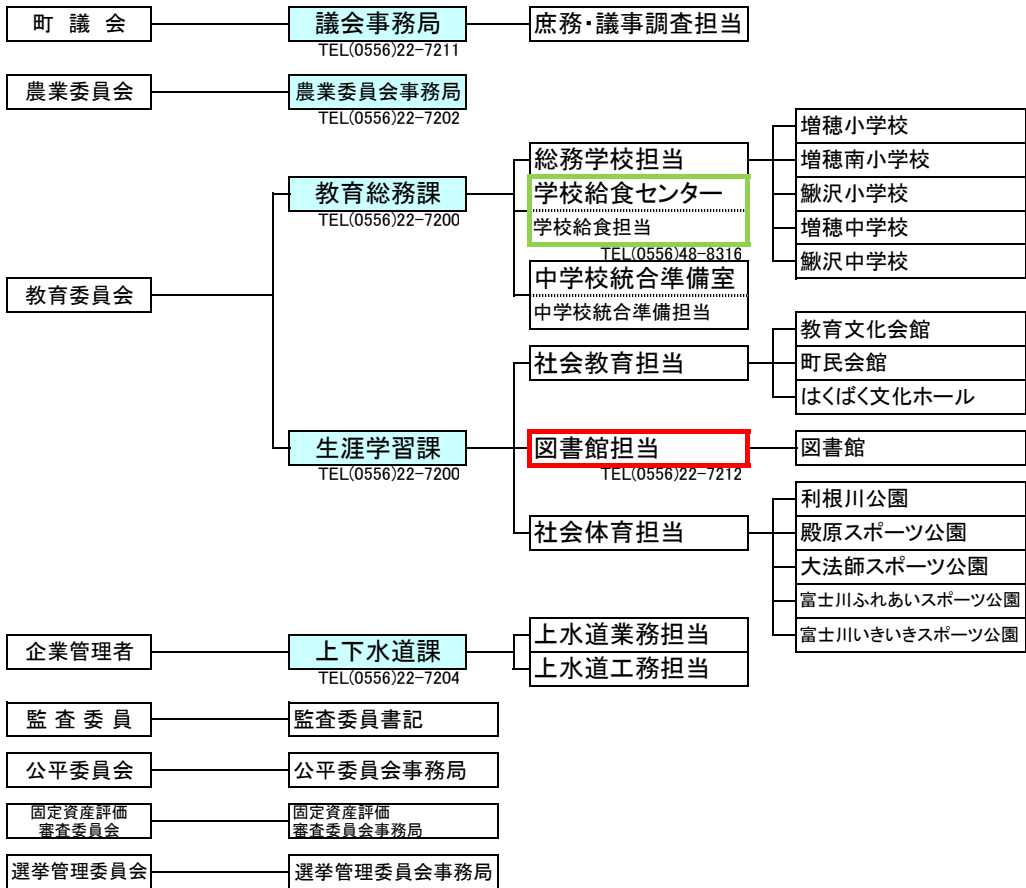 町 議 会
議会事務局
庶務・議事調査担当
TEL(0556)22-7211
農業委員会
農業委員会事務局
TEL(0556)22-7202
教育委員会
教育総務課
TEL(0556)22-7200
総務学校担当
学校給食センター
学校給食担当
TEL(0556)48-8316
中学校統合準備室
中学校統合準備担当
増穂小学校
増穂南小学校
鰍沢小学校
増穂中学校
鰍沢中学校
生涯学習課
TEL(0556)22-7200
社会教育担当
教育文化会館
町民会館
はくばく文化ホール
図書館担当
TEL(0556)22-7212
図書館
社会体育担当
利根川公園
殿原スポーツ公園
大法師スポーツ公園
富士川ふれあいスポーツ公園
富士川いきいきスポーツ公園
企業管理者
上下水道課
TEL(0556)22-7204
上水道業務担当
上水道工務担当
監 査 委 員
監査委員書記
公平委員会
公平委員会事務局
固定資産評価
審査委員会
固定資産評価
審査委員会事務局
選挙管理委員会
選挙管理委員会事務局